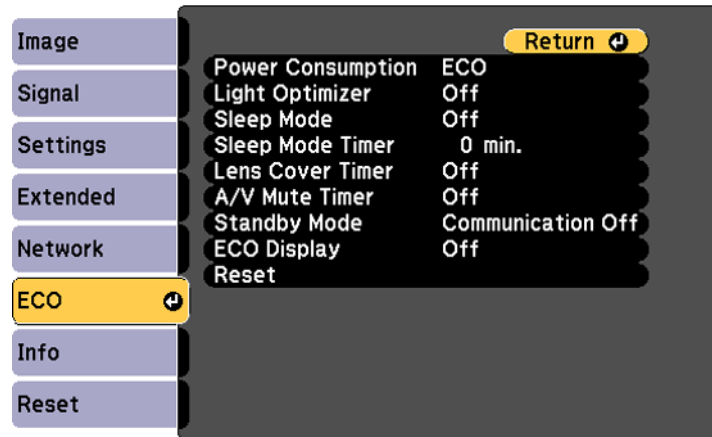 Image
Signal
Settings
Extended
Network
ECO
Info
Reset
Return
Power Consumption ECO
Light Optimizer Off
Sleep Mode Off
Sleep Mode Timer 0 min.
Lens Cover Timer Off
A/V Mute Timer Off
Standby Mode Communication Off
ECO Display Off
Reset